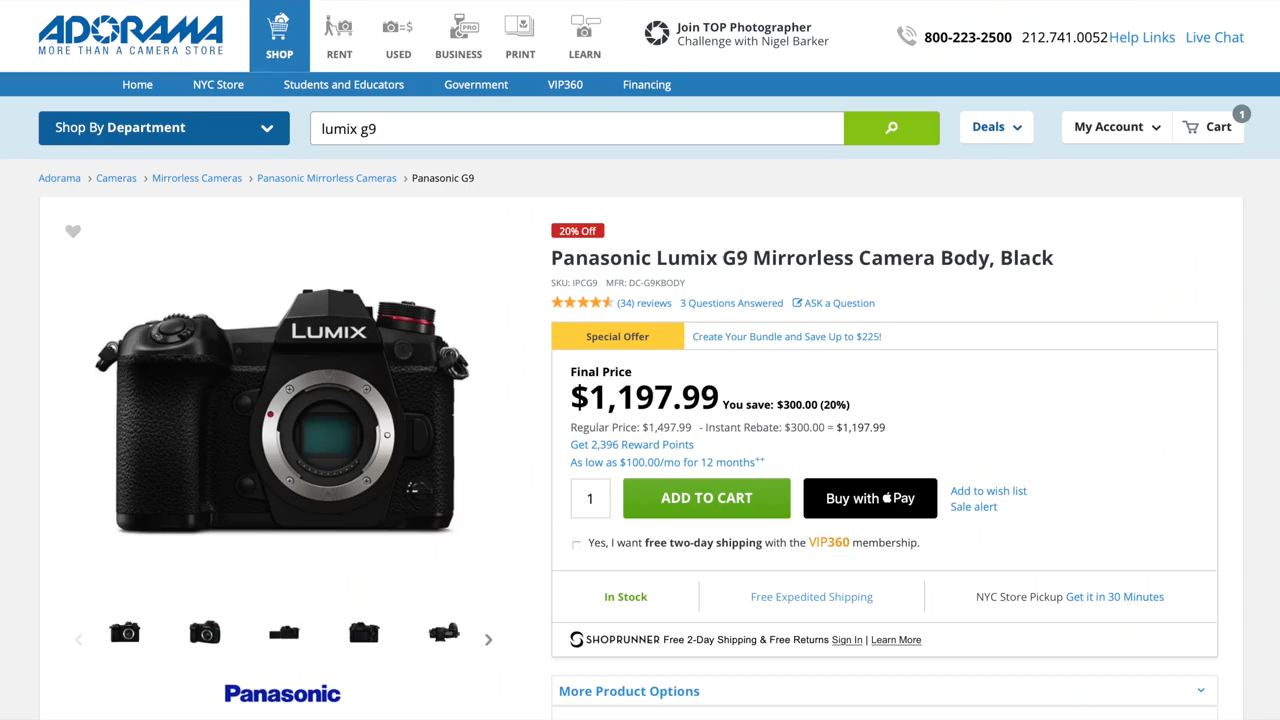 ADORAMA
MORE THAN A CAMERA STORE
SHOP
RENT
USED
PRO
BUSINESS
PRINT
LEARN
Join TOP Photographer
Challenge with Nigel Barker
800-223-2500 212.741.0052 Help Links Live Chat
Home NYC Store Students and Educators Government VIP360 Financing
Shop By Department
lumix g9
Deals
My Account
Cart
1
Adorama > Cameras > Mirrorless Cameras > Panasonic Mirrorless Cameras > Panasonic G9
20% Off
Panasonic Lumix G9 Mirrorless Camera Body, Black
SKU: IPCG9 MFR: DC-G9KBODY
(34) reviews 3 Questions Answered ASK a Question
Special Offer Create Your Bundle and Save Up to $225!
Final Price
$1,197.99 You save: $300.00 (20%)
Regular Price: $1,497.99 - Instant Rebate: $300.00 = $1,197.99
Get 2,396 Reward Points
As low as $100.00/mo for 12 months++
1
ADD TO CART
Buy with Pay
Add to wish list
Sale alert
Yes, I want free two-day shipping with the VIP360 membership.
In Stock
Free Expedited Shipping
NYC Store Pickup Get it in 30 Minutes
SHOPRUNNER Free 2-Day Shipping & Free Returns Sign In | Learn More
More Product Options
LUMIX
Panasonic